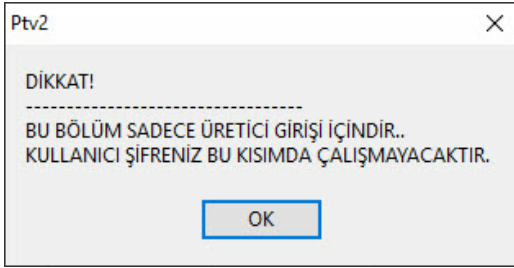 Ptv2
DİKKAT!
----------------------------------
BU BÖLÜM SADECE ÜRETİCİ GİRİŞİ İÇİNDİR..
KULLANICI ŞİFRENİZ BU KISIMDA ÇALIŞMAYACAKTIR.
OK